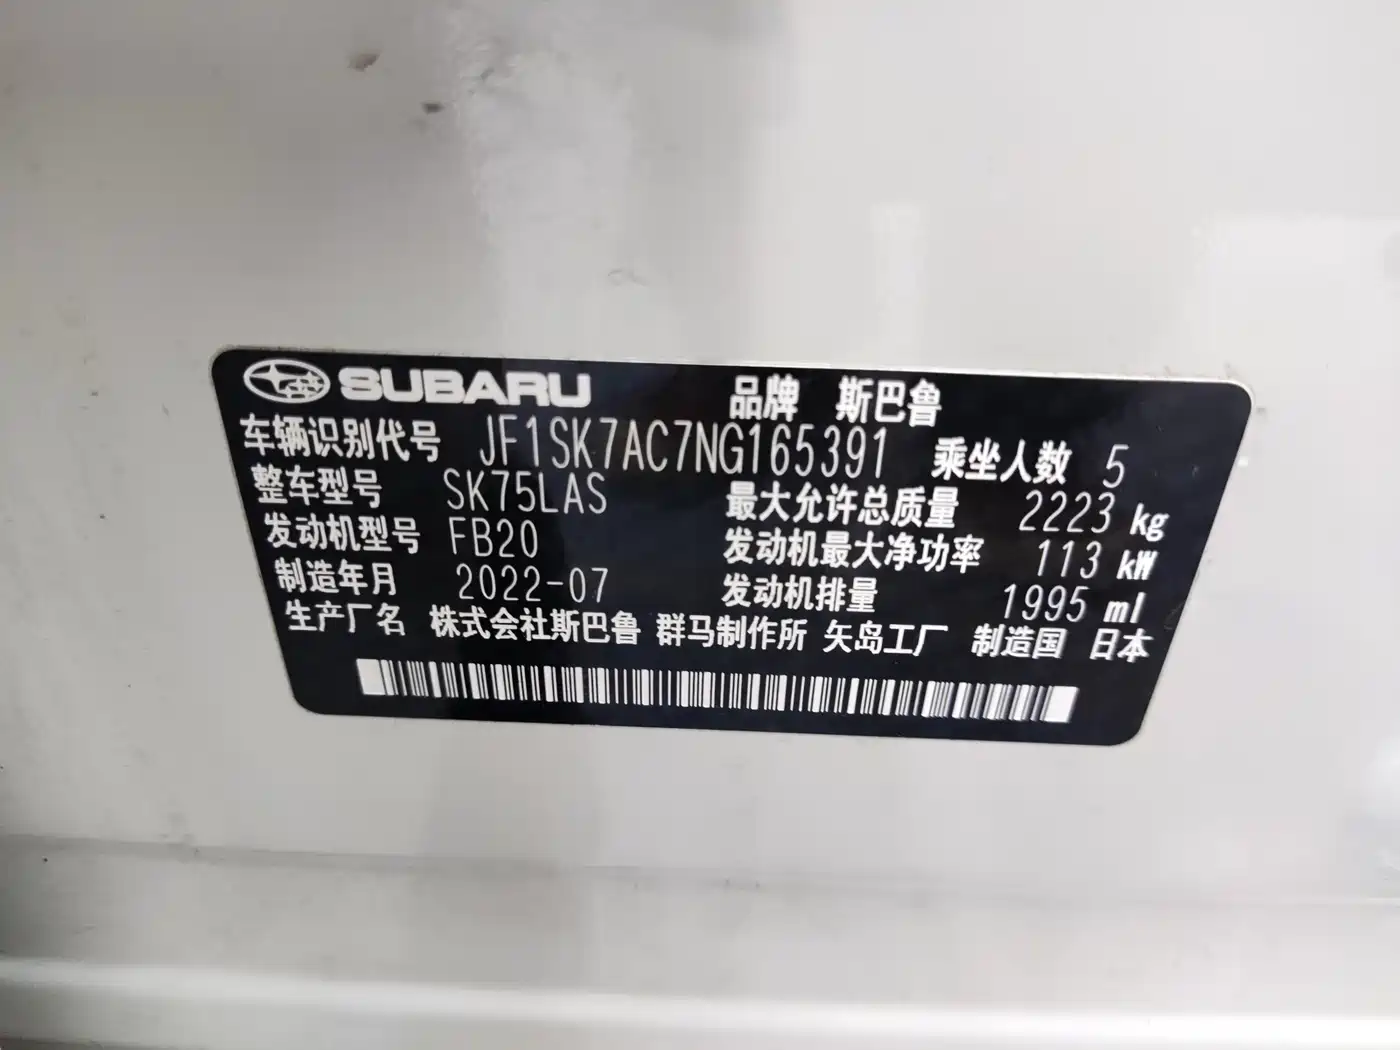 SUBARU 品牌 斯巴鲁
车辆识别代号 JF1SK7AC7NG165391 乘坐人数 5
整车型号 SK75LAS 最大允许总质量 2223 kg
发动机型号 FB20 发动机最大净功率 113 kW
制造年月 2022-07 发动机排量 1995 ml
生产厂名 株式会社斯巴鲁 群马制作所 矢岛工厂 制造国 日本